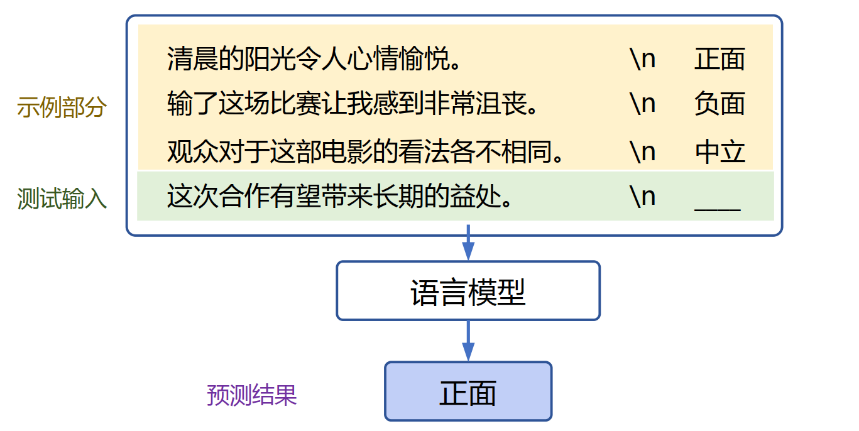 清晨的阳光令人心情愉悦。 \n 正面
示例部分 输了这场比赛让我感到非常沮丧。 \n 负面
观众对于这部电影的看法各不相同。 \n 中立
测试输入 这次合作有望带来长期的益处。 \n ___
语言模型
预测结果 正面